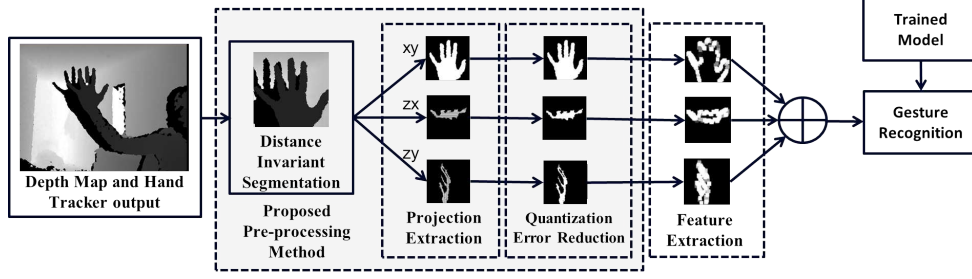 Depth Map and Hand
Tracker output
Distance
Invariant
Segmentation
Proposed
Pre-processing
Method
xy
zx
zy
Projection
Extraction
Quantization
Error Reduction
Feature
Extraction
Trained
Model
Gesture
Recognition